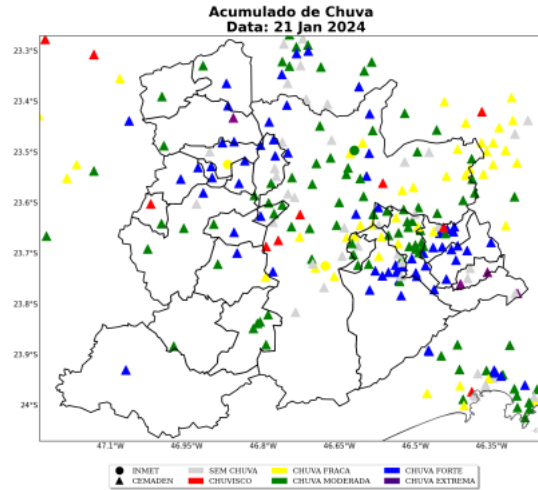 Acumulado de Chuva
Data: 21 Jan 2024
23.3°S
23.4°S
23.5°S
23.6°S
23.7°S
23.8°S
23.9°S
24°S
47.1°W
46.95°W
46.8°W
46.65°W
46.5°W
46.35°W
INMET
SEM CHUVA
CHUVA FRACA
CHUVA FORTE
CEMADEN
CHUVISCO
CHUVA MODERADA
CHUVA EXTREMA